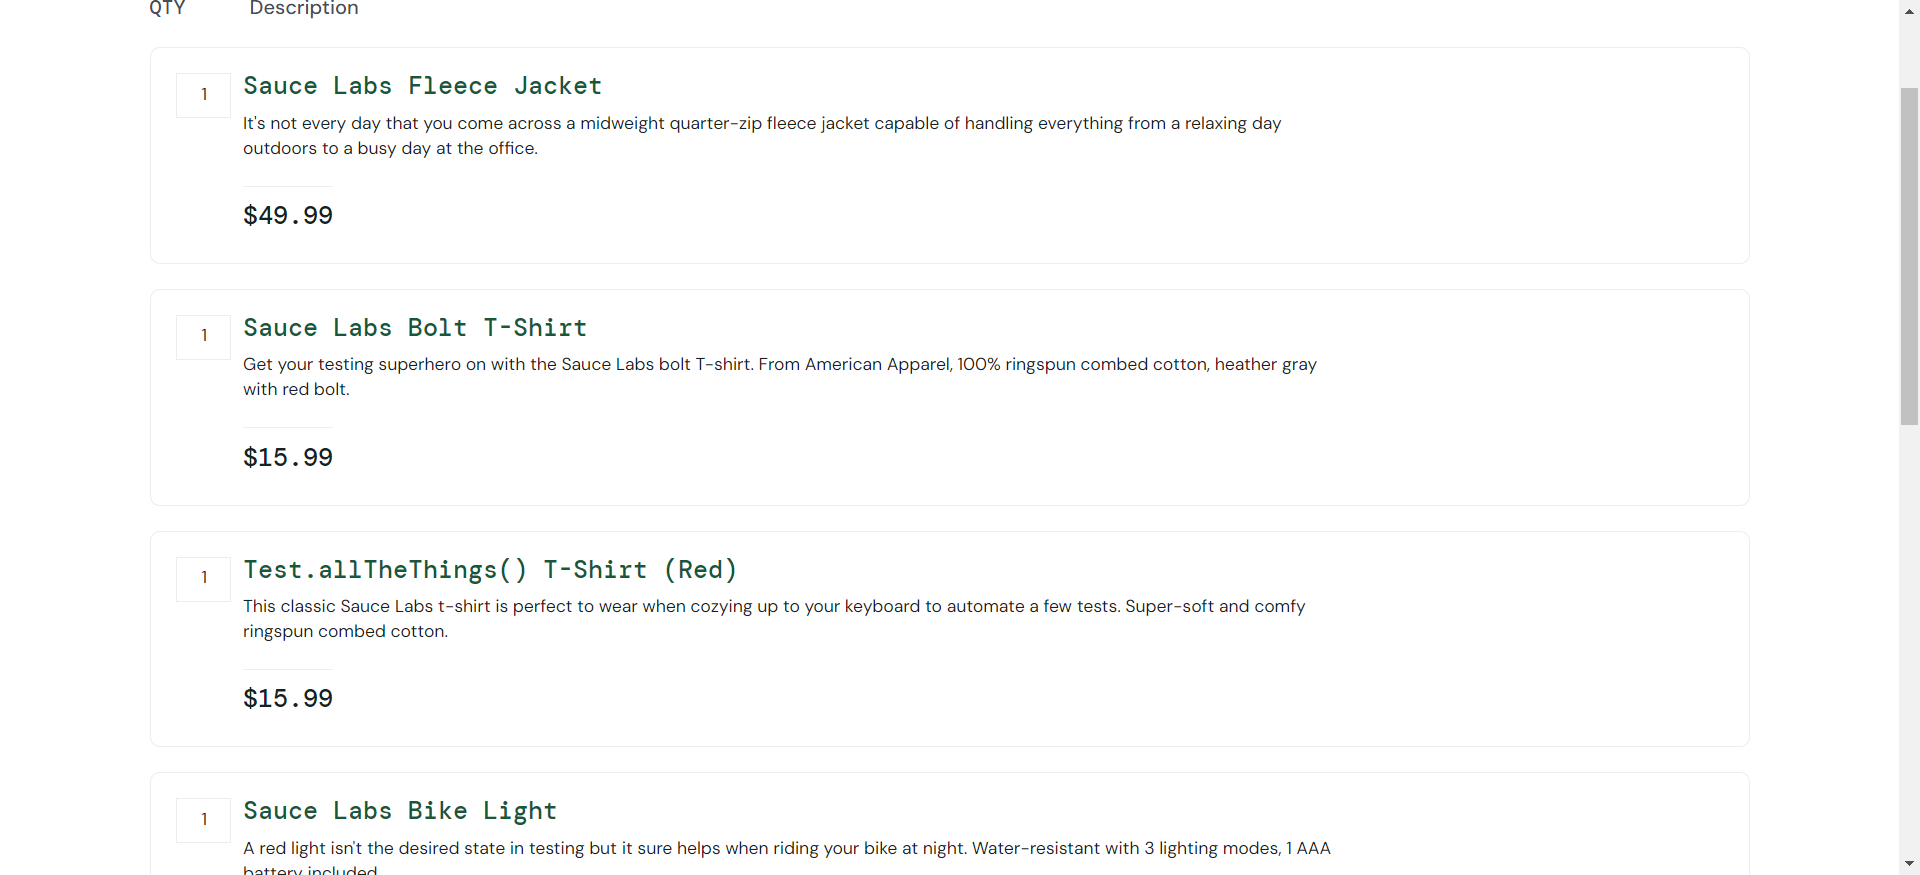 QTY Description
1 Sauce Labs Fleece Jacket
It's not every day that you come across a midweight quarter-zip fleece jacket capable of handling everything from a relaxing day
outdoors to a busy day at the office.
$49.99
1 Sauce Labs Bolt T-Shirt
Get your testing superhero on with the Sauce Labs bolt T-shirt. From American Apparel, 100% ringspun combed cotton, heather gray
with red bolt.
$15.99
1 Test.allTheThings() T-Shirt (Red)
This classic Sauce Labs t-shirt is perfect to wear when cozying up to your keyboard to automate a few tests. Super-soft and comfy
ringspun combed cotton.
$15.99
1 Sauce Labs Bike Light
A red light isn't the desired state in testing but it sure helps when riding your bike at night. Water-resistant with 3 lighting modes, 1 AAA
battery included.